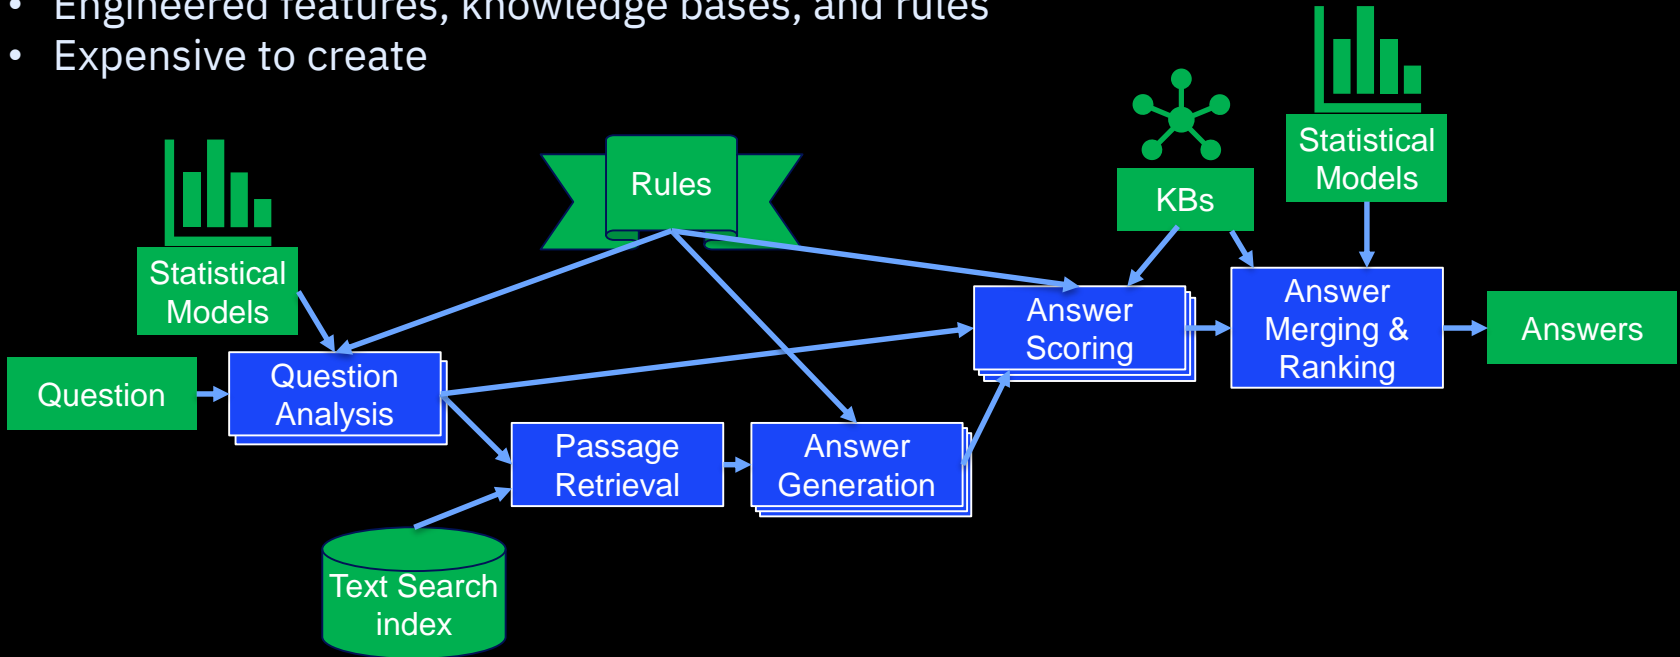 • Engineered features, knowledge bases, and rules
• Expensive to create
Statistical
Models
Rules
KBs
Statistical
Models
Question
Question
Analysis
Passage
Retrieval
Answer
Generation
Answer
Scoring
Answer
Merging &
Ranking
Answers
Text Search
index